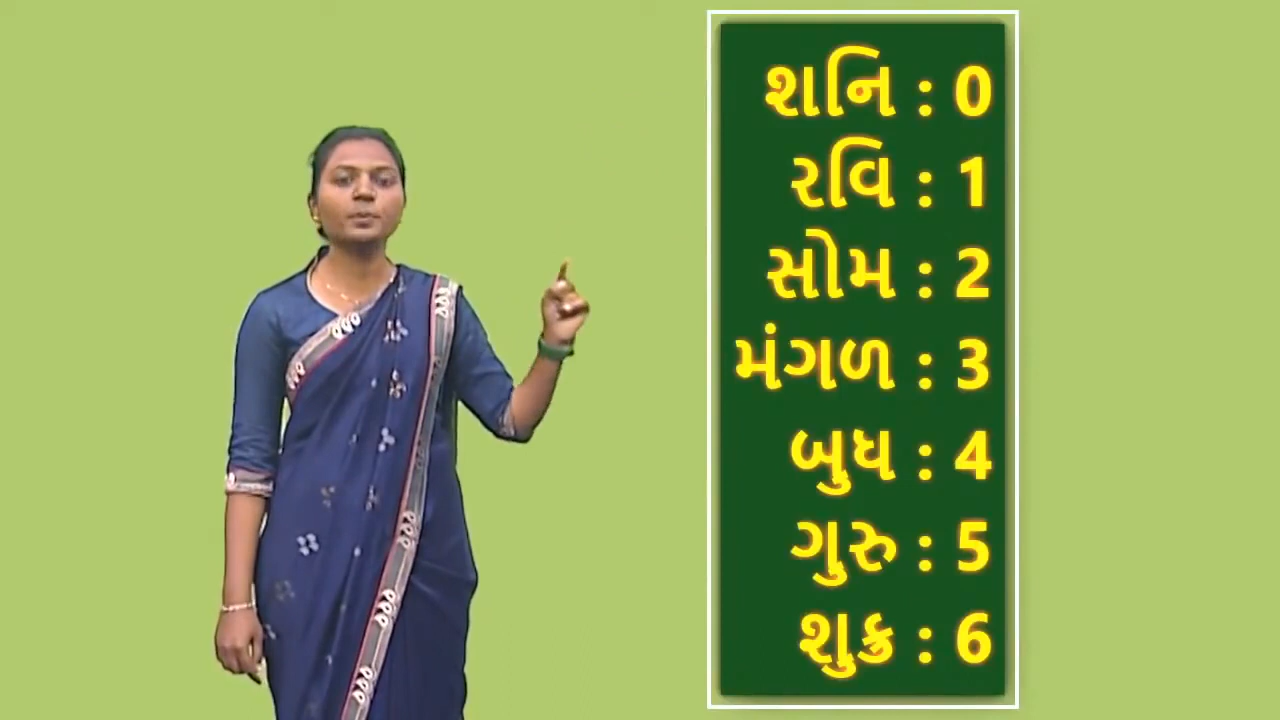 શનિ : 0
રવિ : 1
સોમ : 2
મંગળ : 3
બુધ : 4
ગુરુ : 5
શુક્ર : 6